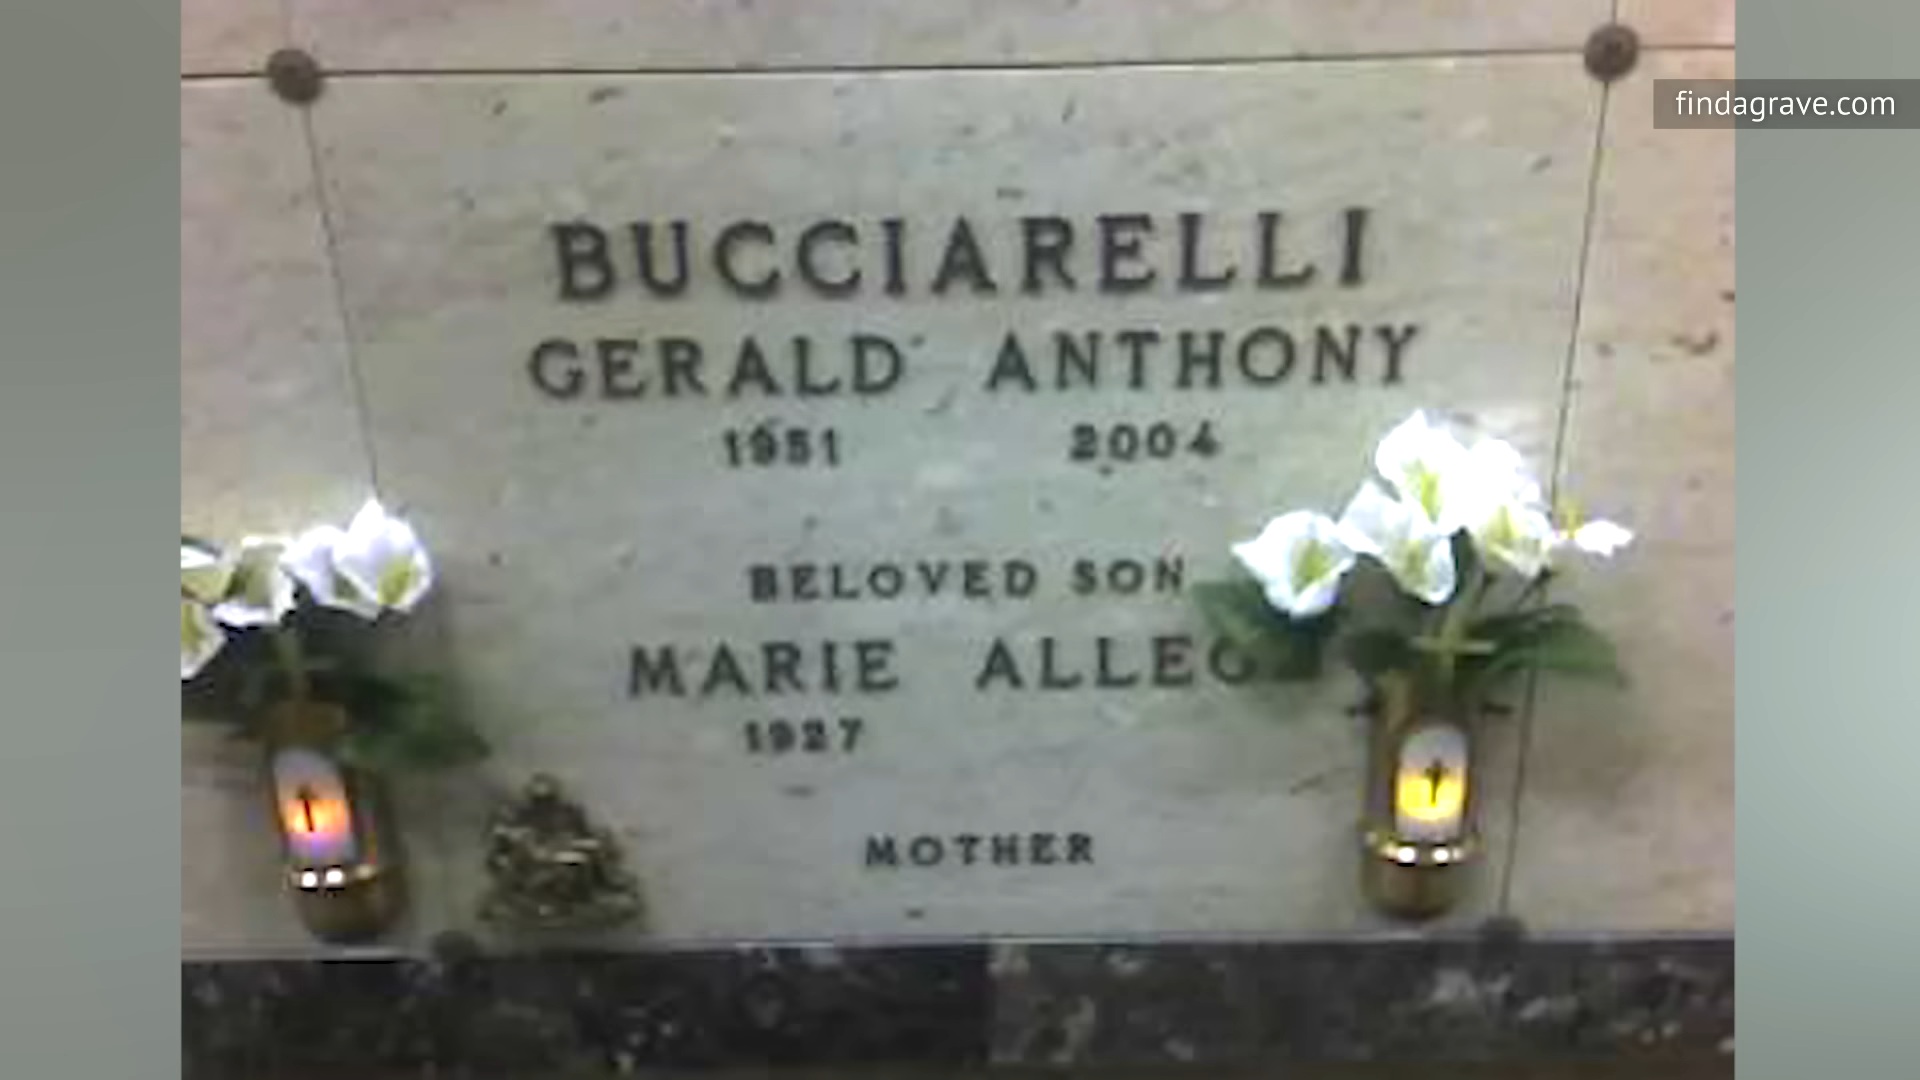 findagrave.com
BUCCIARELLI
GERALD ANTHONY
1951 2004
BELOVED SON
MARIE
1927
MOTHER